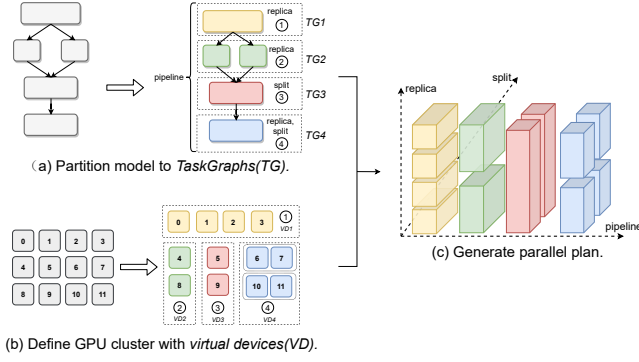 replica
①
TG1
replica
②
TG2
pipeline
split
③
TG3
replica,
split
④
TG4
(a) Partition model to TaskGraphs(TG).
0 1 2 3
4 5 6 7
8 9 10 11
0 1 2 3
①
VD1
4
8
②
VD2
5
9
③
VD3
6 7
10 11
④
VD4
(b) Define GPU cluster with virtual devices(VD).
replica
split
pipeline
(c) Generate parallel plan.